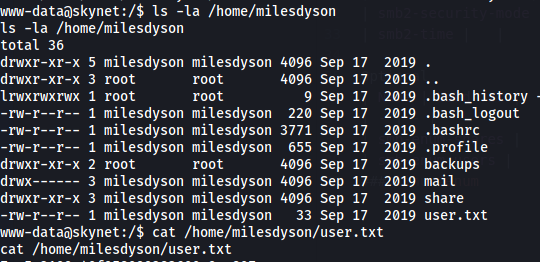 www-data@skynet:/$ ls -la /home/milesdyson
ls -la /home/milesdyson
total 36
drwxr-xr-x 5 milesdyson milesdyson 4096 Sep 17  2019 .
drwxr-xr-x 3 root       root       4096 Sep 17  2019 ..
lrwxrwxrwx 1 root       root          9 Sep 17  2019 .bash_history -
-rw-r--r-- 1 milesdyson milesdyson  220 Sep 17  2019 .bash_logout
-rw-r--r-- 1 milesdyson milesdyson 3771 Sep 17  2019 .bashrc
-rw-r--r-- 1 milesdyson milesdyson  655 Sep 17  2019 .profile
drwxr-xr-x 2 root       root       4096 Sep 17  2019 backups
drwx------ 3 milesdyson milesdyson 4096 Sep 17  2019 mail
drwxr-xr-x 3 milesdyson milesdyson 4096 Sep 17  2019 share
-rw-r--r-- 1 milesdyson milesdyson   33 Sep 17  2019 user.txt
www-data@skynet:/$ cat /home/milesdyson/user.txt
cat /home/milesdyson/user.txt